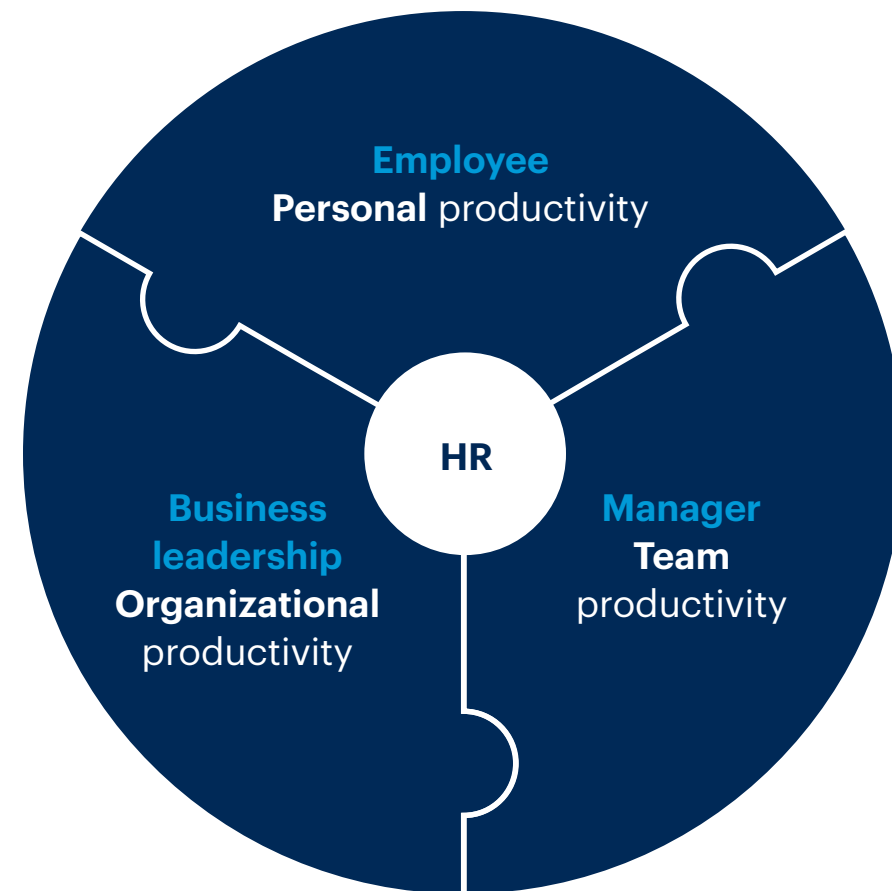 Employee
Personal productivity
HR
Business
leadership
Organizational
productivity
Manager
Team
productivity